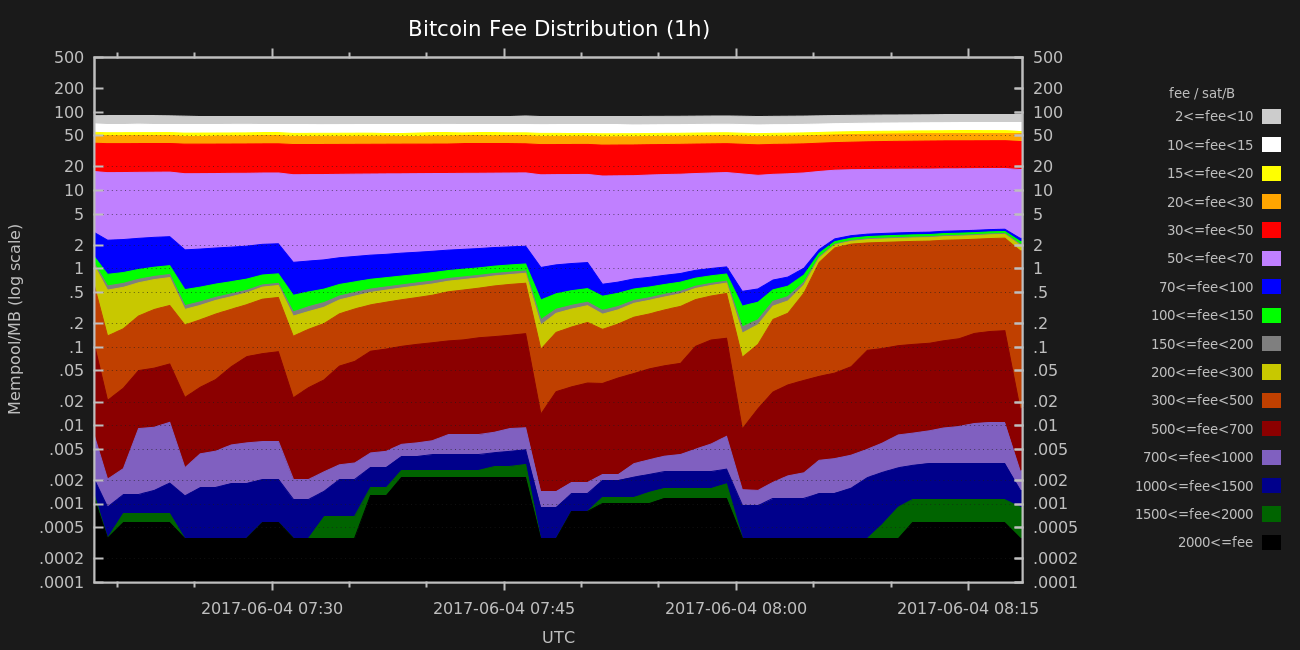 Bitcoin Fee Distribution (1h)
500
200
100
50
20
10
5
2
1
.5
.2
.1
.05
.02
.01
.005
.002
.001
.0005
.0002
.0001
Mempool/MB (log scale)
500
200
100
50
20
10
5
2
1
.5
.2
.1
.05
.02
.01
.005
.002
.001
.0005
.0002
.0001
2017-06-04 07:30
2017-06-04 07:45
2017-06-04 08:00
2017-06-04 08:15
UTC
fee / sat/B
2<=fee<10
10<=fee<15
15<=fee<20
20<=fee<30
30<=fee<50
50<=fee<70
70<=fee<100
100<=fee<150
150<=fee<200
200<=fee<300
300<=fee<500
500<=fee<700
700<=fee<1000
1000<=fee<1500
1500<=fee<2000
2000<=fee